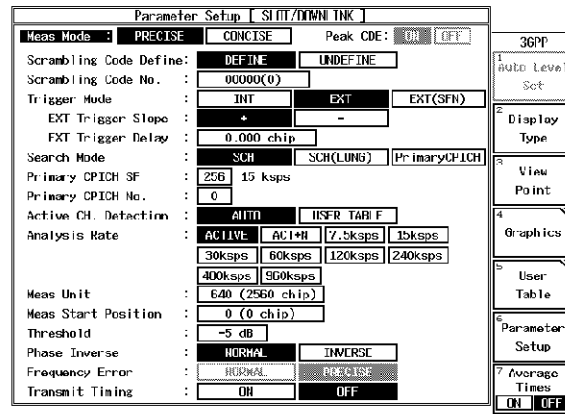 Parameter Setup [ SLOT/DOWNLINK ]
Meas Mode : PRECISE CONCISE Peak CDE: ON OFF
Scrambling Code Define: DEFINE UNDEFINE
Scrambling Code No. : 00000(0)
Trigger Mode : INT EXT EXT(SFN)
EXT Trigger Slope : + -
EXT Trigger Delay : 0.000 chip
Search Mode : SCH SCH(LONG) PrimaryCPICH
Primary CPICH SF : 256 15 ksps
Primary CPICH No. : 0
Active CH. Detection : AUTO USER TABLE
Analysis Rate : ACTIVE ACT+N 7.5ksps 15ksps
30ksps 60ksps 120ksps 240ksps
480ksps 960ksps
Meas Unit : 640 (2560 chip)
Meas Start Position : 0 (0 chip)
Threshold : -5 dB
Phase Inverse : NORMAL INVERSE
Frequency Error : NORMAL PRECISE
Transmit Timing : ON OFF
3GPP
1
Auto Level
Set
2
Display
Type
3
View
Point
4
Graphics
5
User
Table
6
Parameter
Setup
7 Average
Times
ON OFF